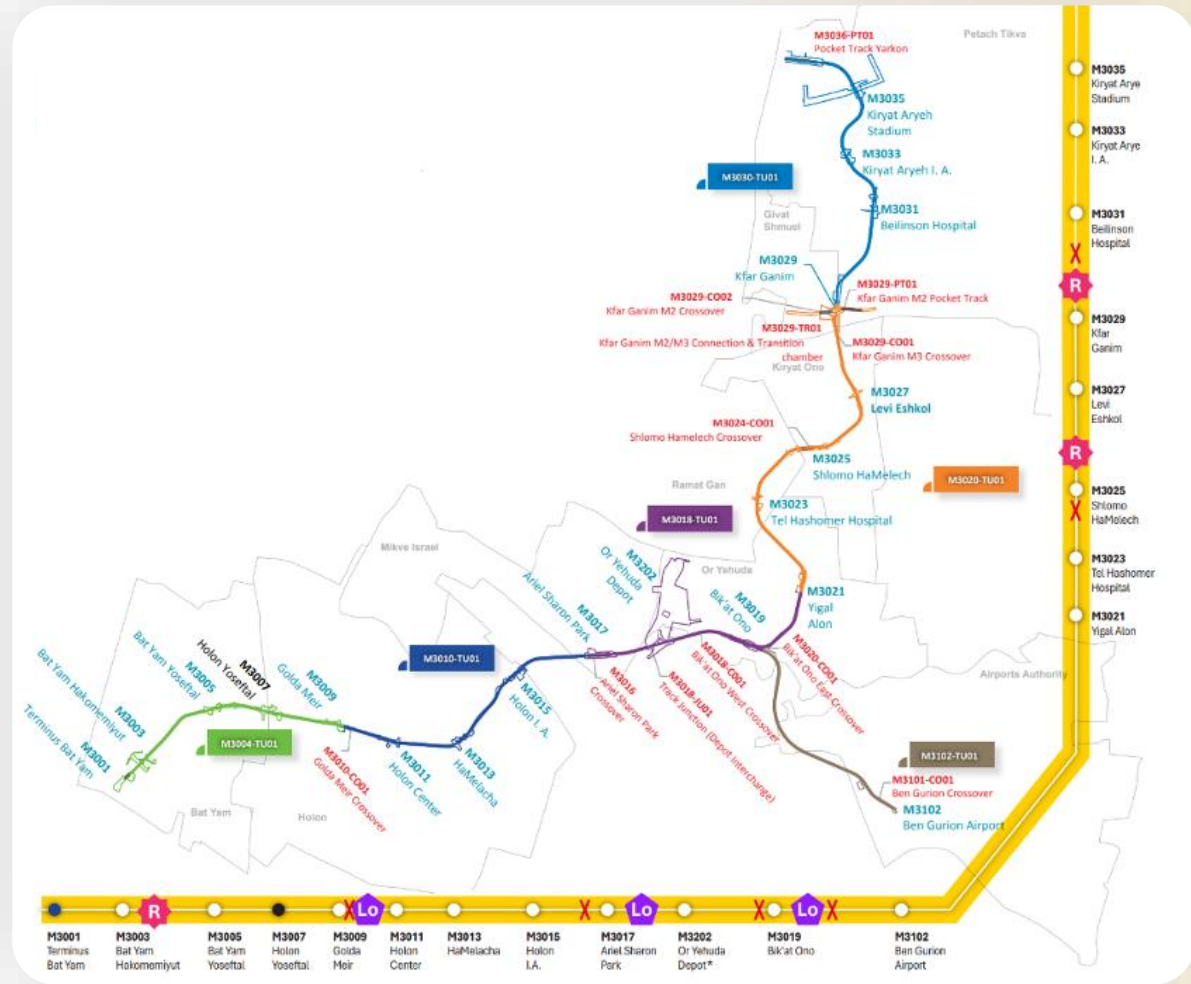 M3036-PT01
Pocket Track Yarkon
Petach Tikva
M3035
Kiryat Aryeh
Stadium
M3033
Kiryat Aryeh I. A.
M3030-TU01
M3031
Beilinson Hospital
Givat
Shmuel
M3029
Kfar Ganim
M3029-PT01
Kfar Ganim M2 Pocket Track
M3029-CO02
Kfar Ganim M2 Crossover
M3029-TR01
Kfar Ganim M2/M3 Connection & Transition
chamber
M3029-CO01
Kfar Ganim M3 Crossover
Kiryat Ono
M3027
Levi Eshkol
M3024-CO01
Shlomo Hamelech Crossover
M3025
Shlomo HaMelech
M3020-TU01
Ramat Gan
M3023
Tel Hashomer Hospital
M3018-TU01
Mikve Israel
Or Yehuda
M3202
Or Yehuda
Depot
M3021
Yigal
Alon
M3019
Bik'at Ono
M3017
Ariel Sharon Park
M3020-CO01
Bik'at Ono East Crossover
M3018-CO01
Bik'at Ono West Crossover
M3018-JU01
Track Junction (Depot Interchange)
M3016
Ariel Sharon Park
Crossover
Airports Authority
M3010-TU01
M3015
Holon I. A.
M3013
HaMelacha
M3011
Holon Center
M3010-CO01
Golda Meir Crossover
M3009
Golda Meir
M3007
Holon Yoseftal
M3005
Bat Yam Yoseftal
M3003
Bat Yam Hakomemiyut
M3001
Terminus Bat Yam
M3004-TU01
Bat Yam
Holon
M3102-TU01
M3101-CO01
Ben Gurion Crossover
M3102
Ben Gurion Airport
M3035
Kiryat Arye
Stadium
M3033
Kiryat Arye
I. A.
M3031
Beilinson
Hospital
X
R
M3029
Kfar
Ganim
M3027
Levi
Eshkol
R
M3025
Shlomo
HaMelech
X
M3023
Tel Hashomer
Hospital
M3021
Yigal Alon
R
X
Lo
X
Lo
X
Lo
X
M3001
Terminus
Bat Yam
M3003
Bat Yam
Hakomemiyut
M3005
Bat Yam
Yoseftal
M3007
Holon
Yoseftal
M3009
Golda
Meir
M3011
Holon
Center
M3013
HaMelacha
M3015
Holon
I.A.
M3017
Ariel Sharon
Park
M3202
Or Yehuda
Depot*
M3019
Bik'at Ono
M3102
Ben Gurion
Airport